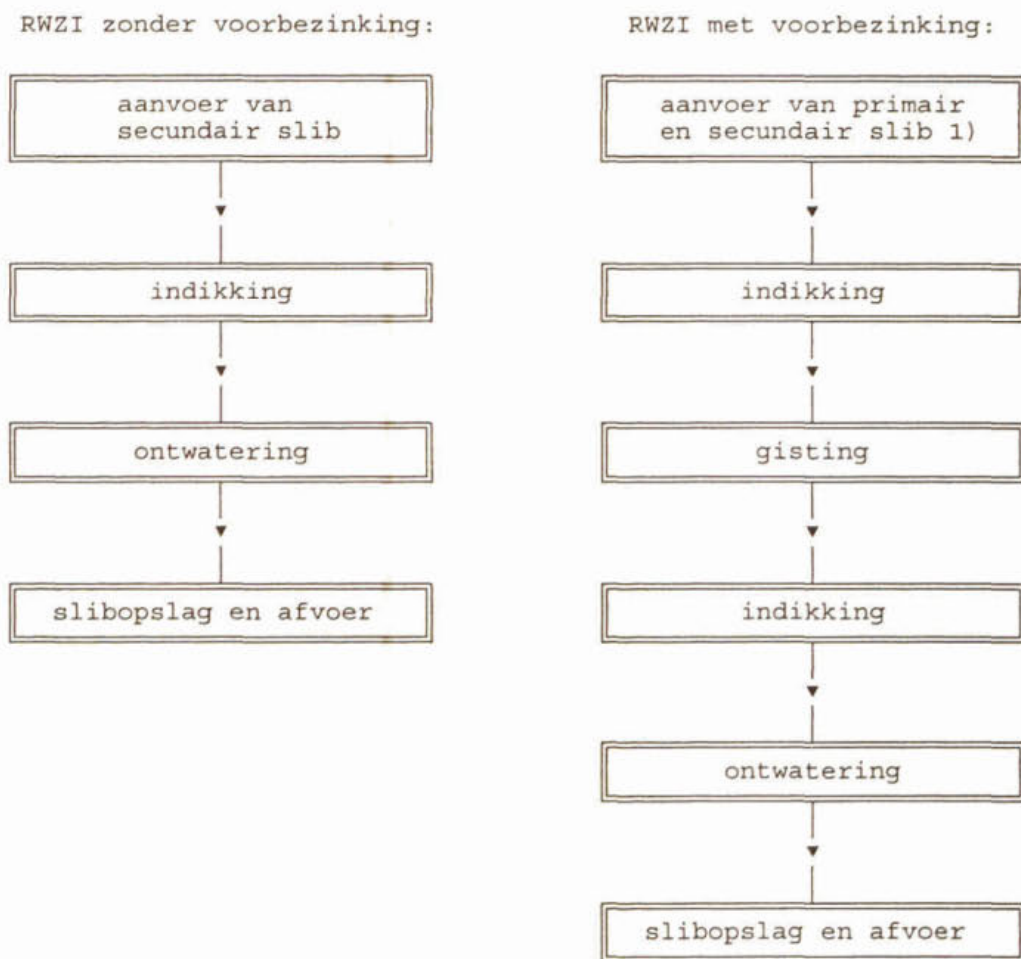 RWZI zonder voorbezinking:
aanvoer van
secundair slib
indikking
ontwatering
slibopslag en afvoer
RWZI met voorbezinking:
aanvoer van primair
en secundair slib 1)
indikking
gisting
indikking
ontwatering
slibopslag en afvoer